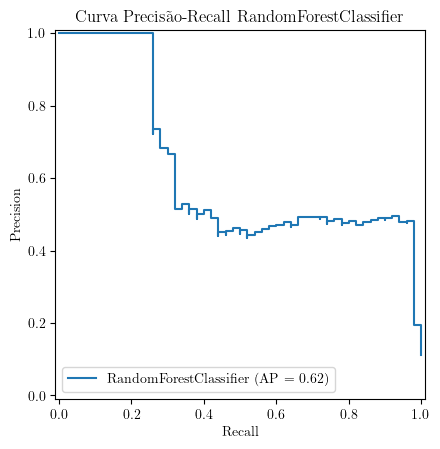 Curva Precisão-Recall RandomForestClassifier
1.0
0.8
0.6
0.4
0.2
0.0
Precision
RandomForestClassifier (AP = 0.62)
0.0 0.2 0.4 0.6 0.8 1.0
Recall